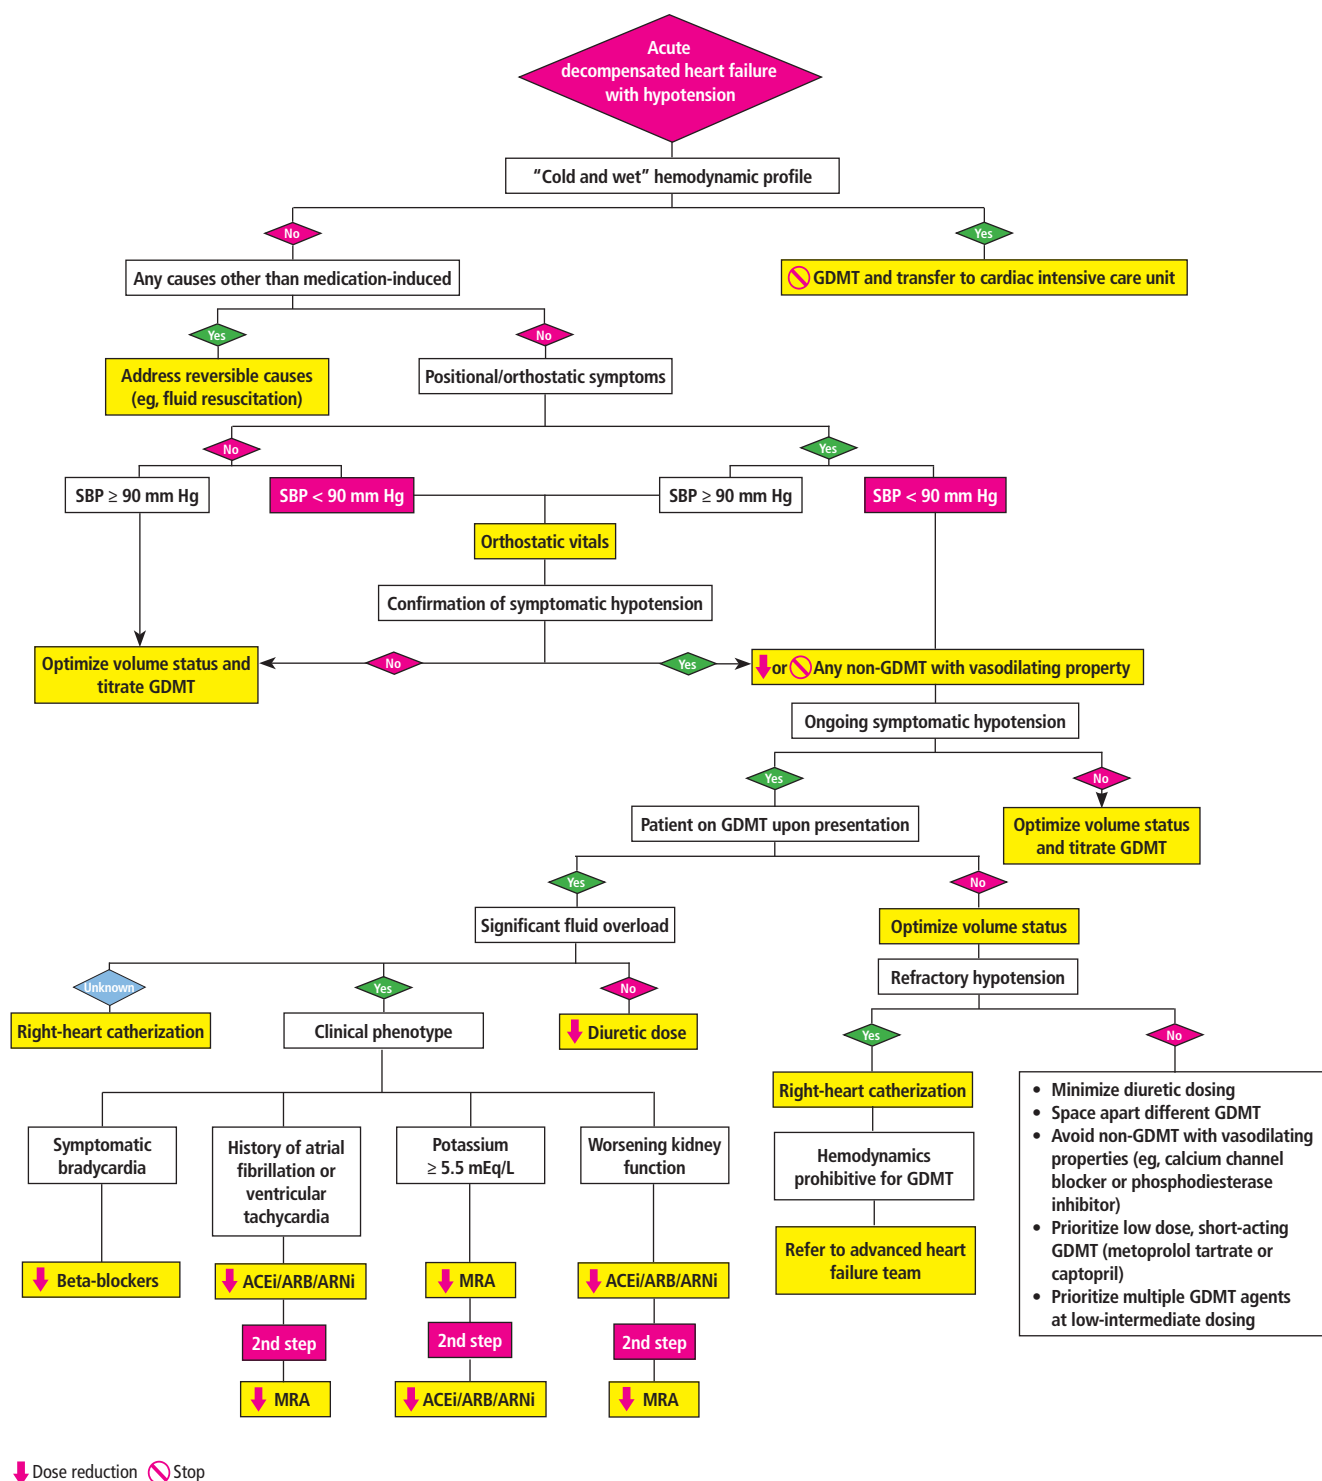 Acute
decompensated heart failure
with hypotension
“Cold and wet” hemodynamic profile
No
Yes
Any causes other than medication-induced
GDMT and transfer to cardiac intensive care unit
Yes
No
Address reversible causes
(eg, fluid resuscitation)
Positional/orthostatic symptoms
No
Yes
SBP ≥ 90 mm Hg
SBP < 90 mm Hg
SBP ≥ 90 mm Hg
SBP < 90 mm Hg
Orthostatic vitals
Confirmation of symptomatic hypotension
Optimize volume status and
titrate GDMT
No
Yes
or Any non-GDMT with vasodilating property
Ongoing symptomatic hypotension
Yes
No
Patient on GDMT upon presentation
Optimize volume status
and titrate GDMT
Yes
No
Significant fluid overload
Optimize volume status
Refractory hypotension
Unknown
Yes
No
Right-heart catherization
Clinical phenotype
Diuretic dose
Yes
No
Right-heart catherization
Hemodynamics
prohibitive for GDMT
Refer to advanced heart
failure team
• Minimize diuretic dosing
• Space apart different GDMT
• Avoid non-GDMT with vasodilating
properties (eg, calcium channel
blocker or phosphodiesterase
inhibitor)
• Prioritize low dose, short-acting
GDMT (metoprolol tartrate or
captopril)
• Prioritize multiple GDMT agents
at low-intermediate dosing
Symptomatic
bradycardia
History of atrial
fibrillation or
ventricular
tachycardia
Potassium
≥ 5.5 mEq/L
Worsening kidney
function
Beta-blockers
ACEi/ARB/ARNi
MRA
ACEi/ARB/ARNi
2nd step
2nd step
2nd step
MRA
ACEi/ARB/ARNi
MRA
Dose reduction Stop